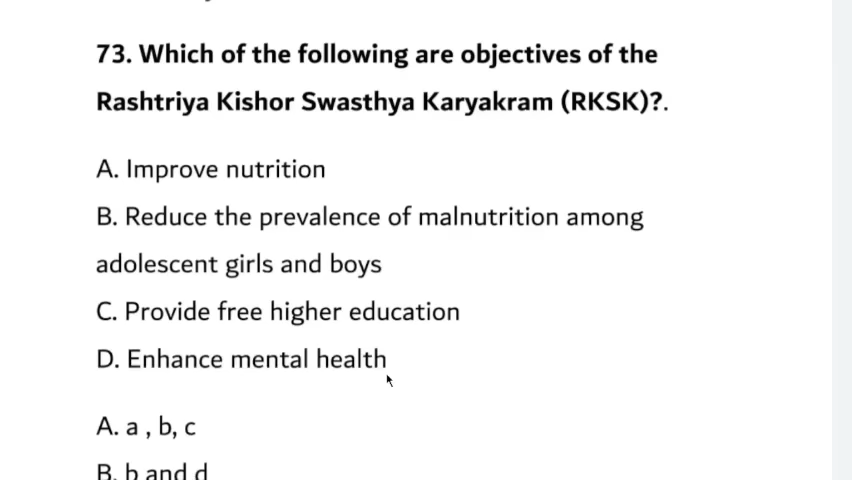 73. Which of the following are objectives of the
Rashtriya Kishor Swasthya Karyakram (RKSK)?.
A. Improve nutrition
B. Reduce the prevalence of malnutrition among
adolescent girls and boys
C. Provide free higher education
D. Enhance mental health
A. a , b, c
B. b and d